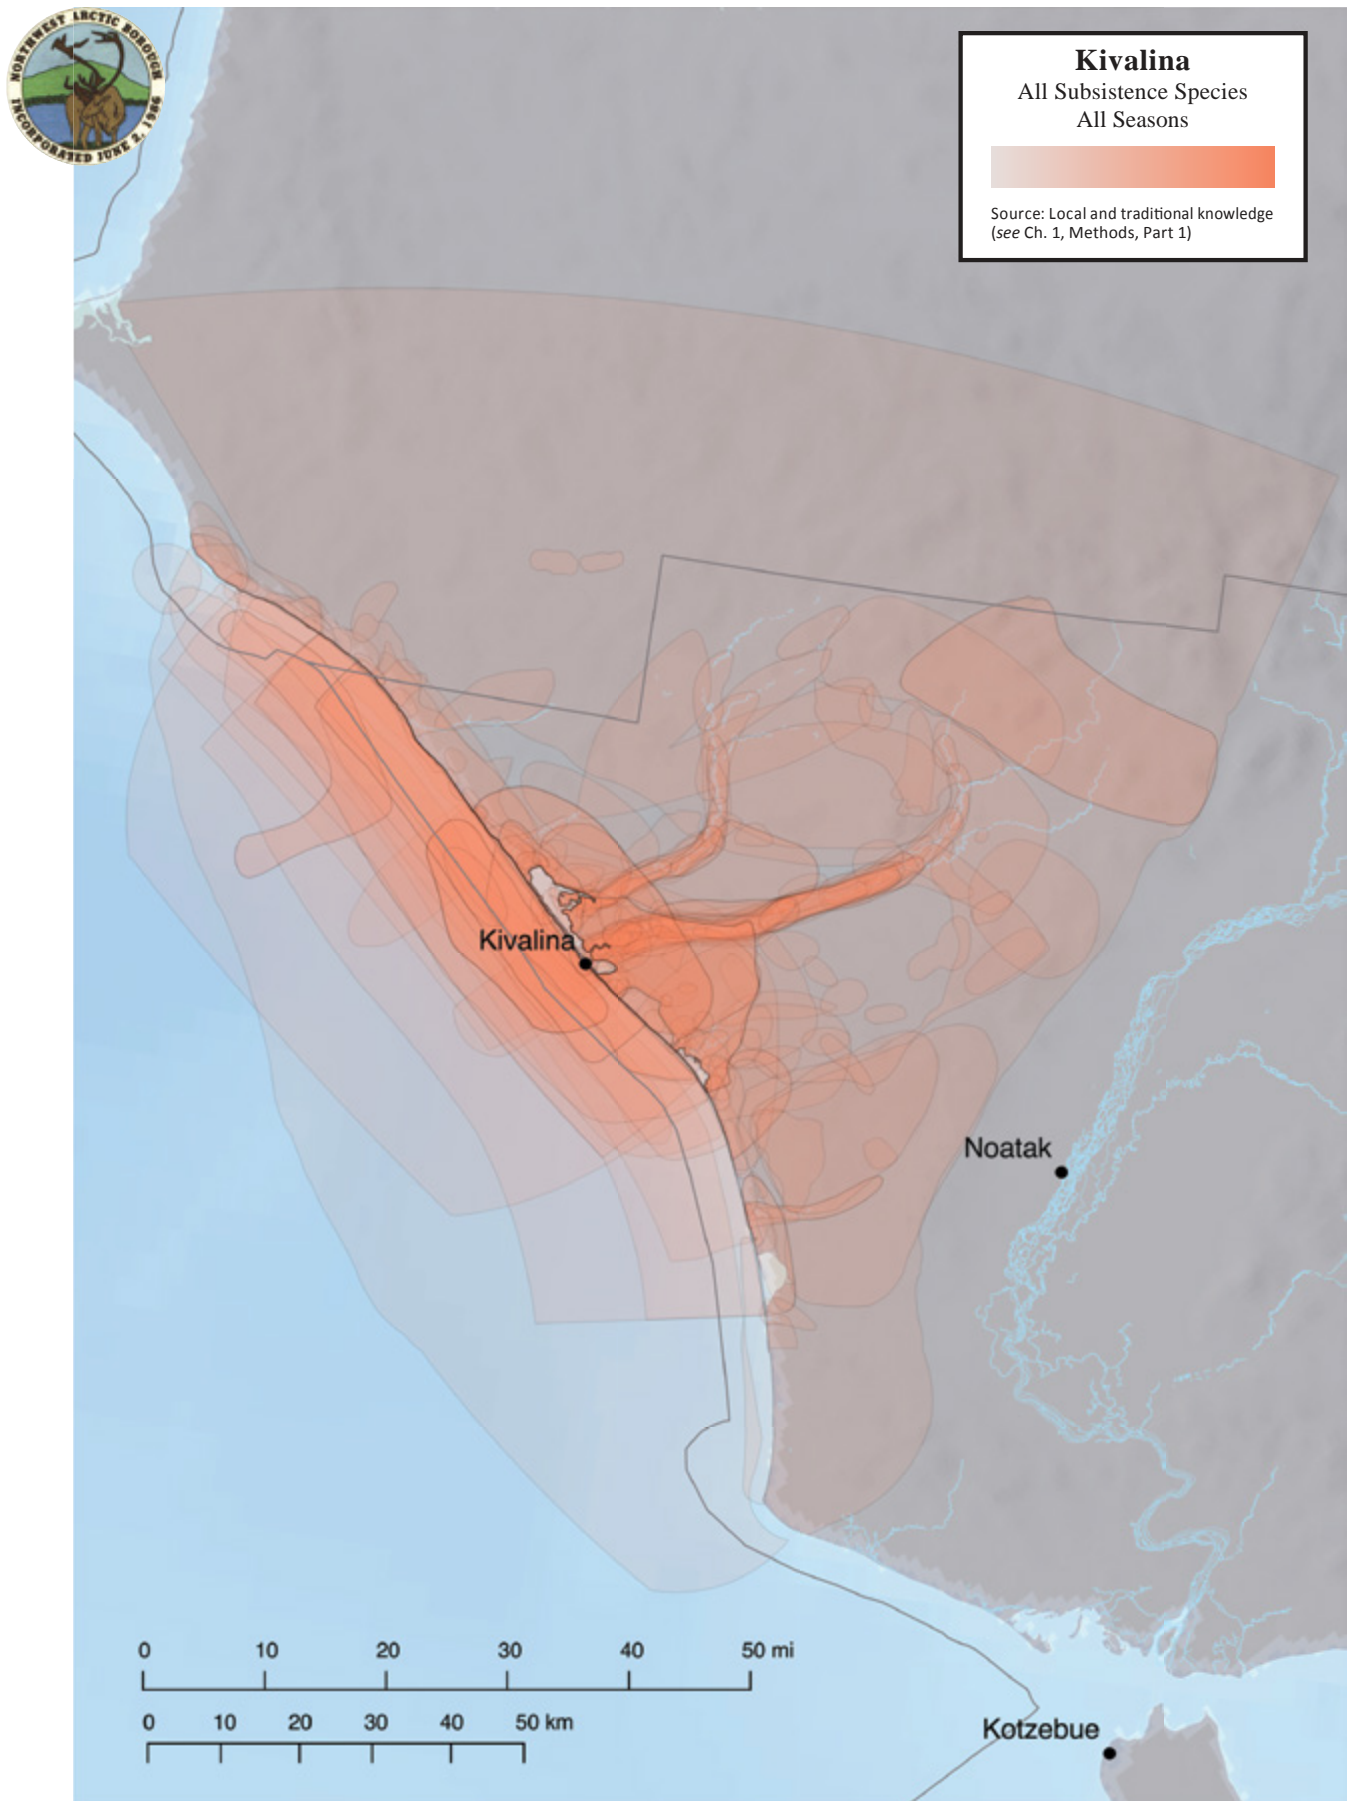 NORTHWEST ARCTIC BOROUGH
INCORPORATED JUNE 2, 1986
Kivalina
All Subsistence Species
All Seasons
Source: Local and traditional knowledge
(see Ch. 1, Methods, Part 1)
Kivalina
Noatak
0 10 20 30 40 50 mi
0 10 20 30 40 50 km
Kotzebue